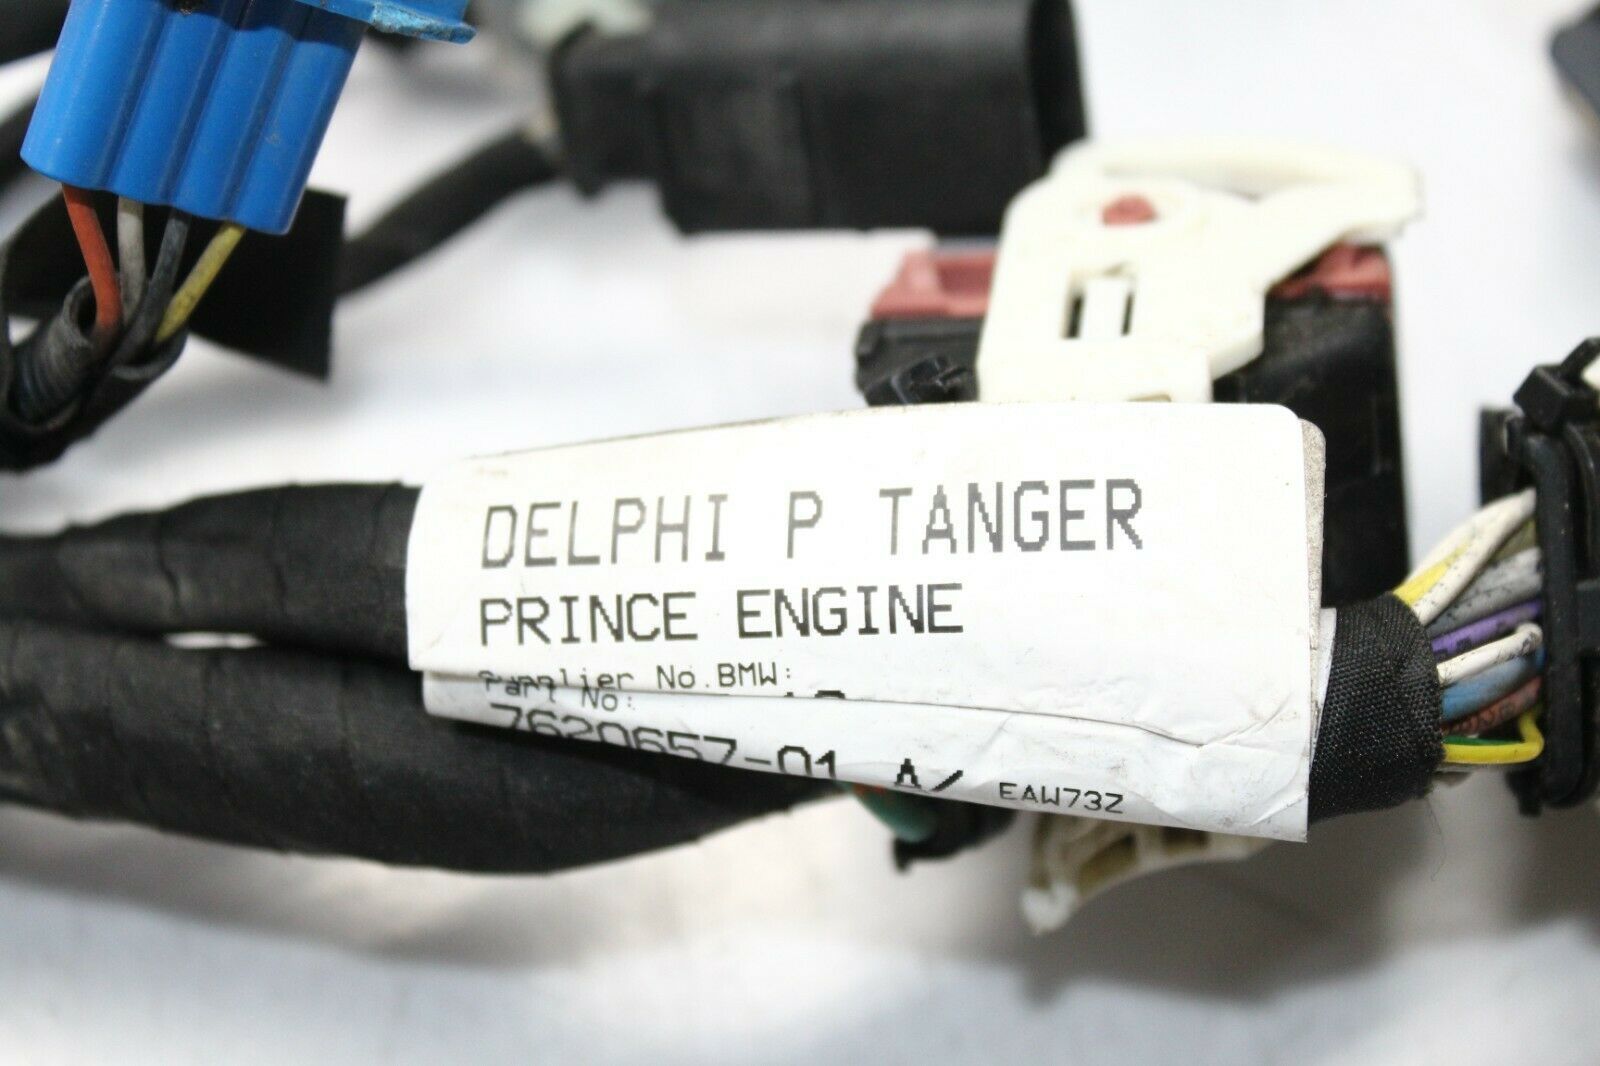 DELPHI P TANGER
PRINCE ENGINE
Supplier No.BMW:
Part No:
7620657-01 A/ EAW73Z